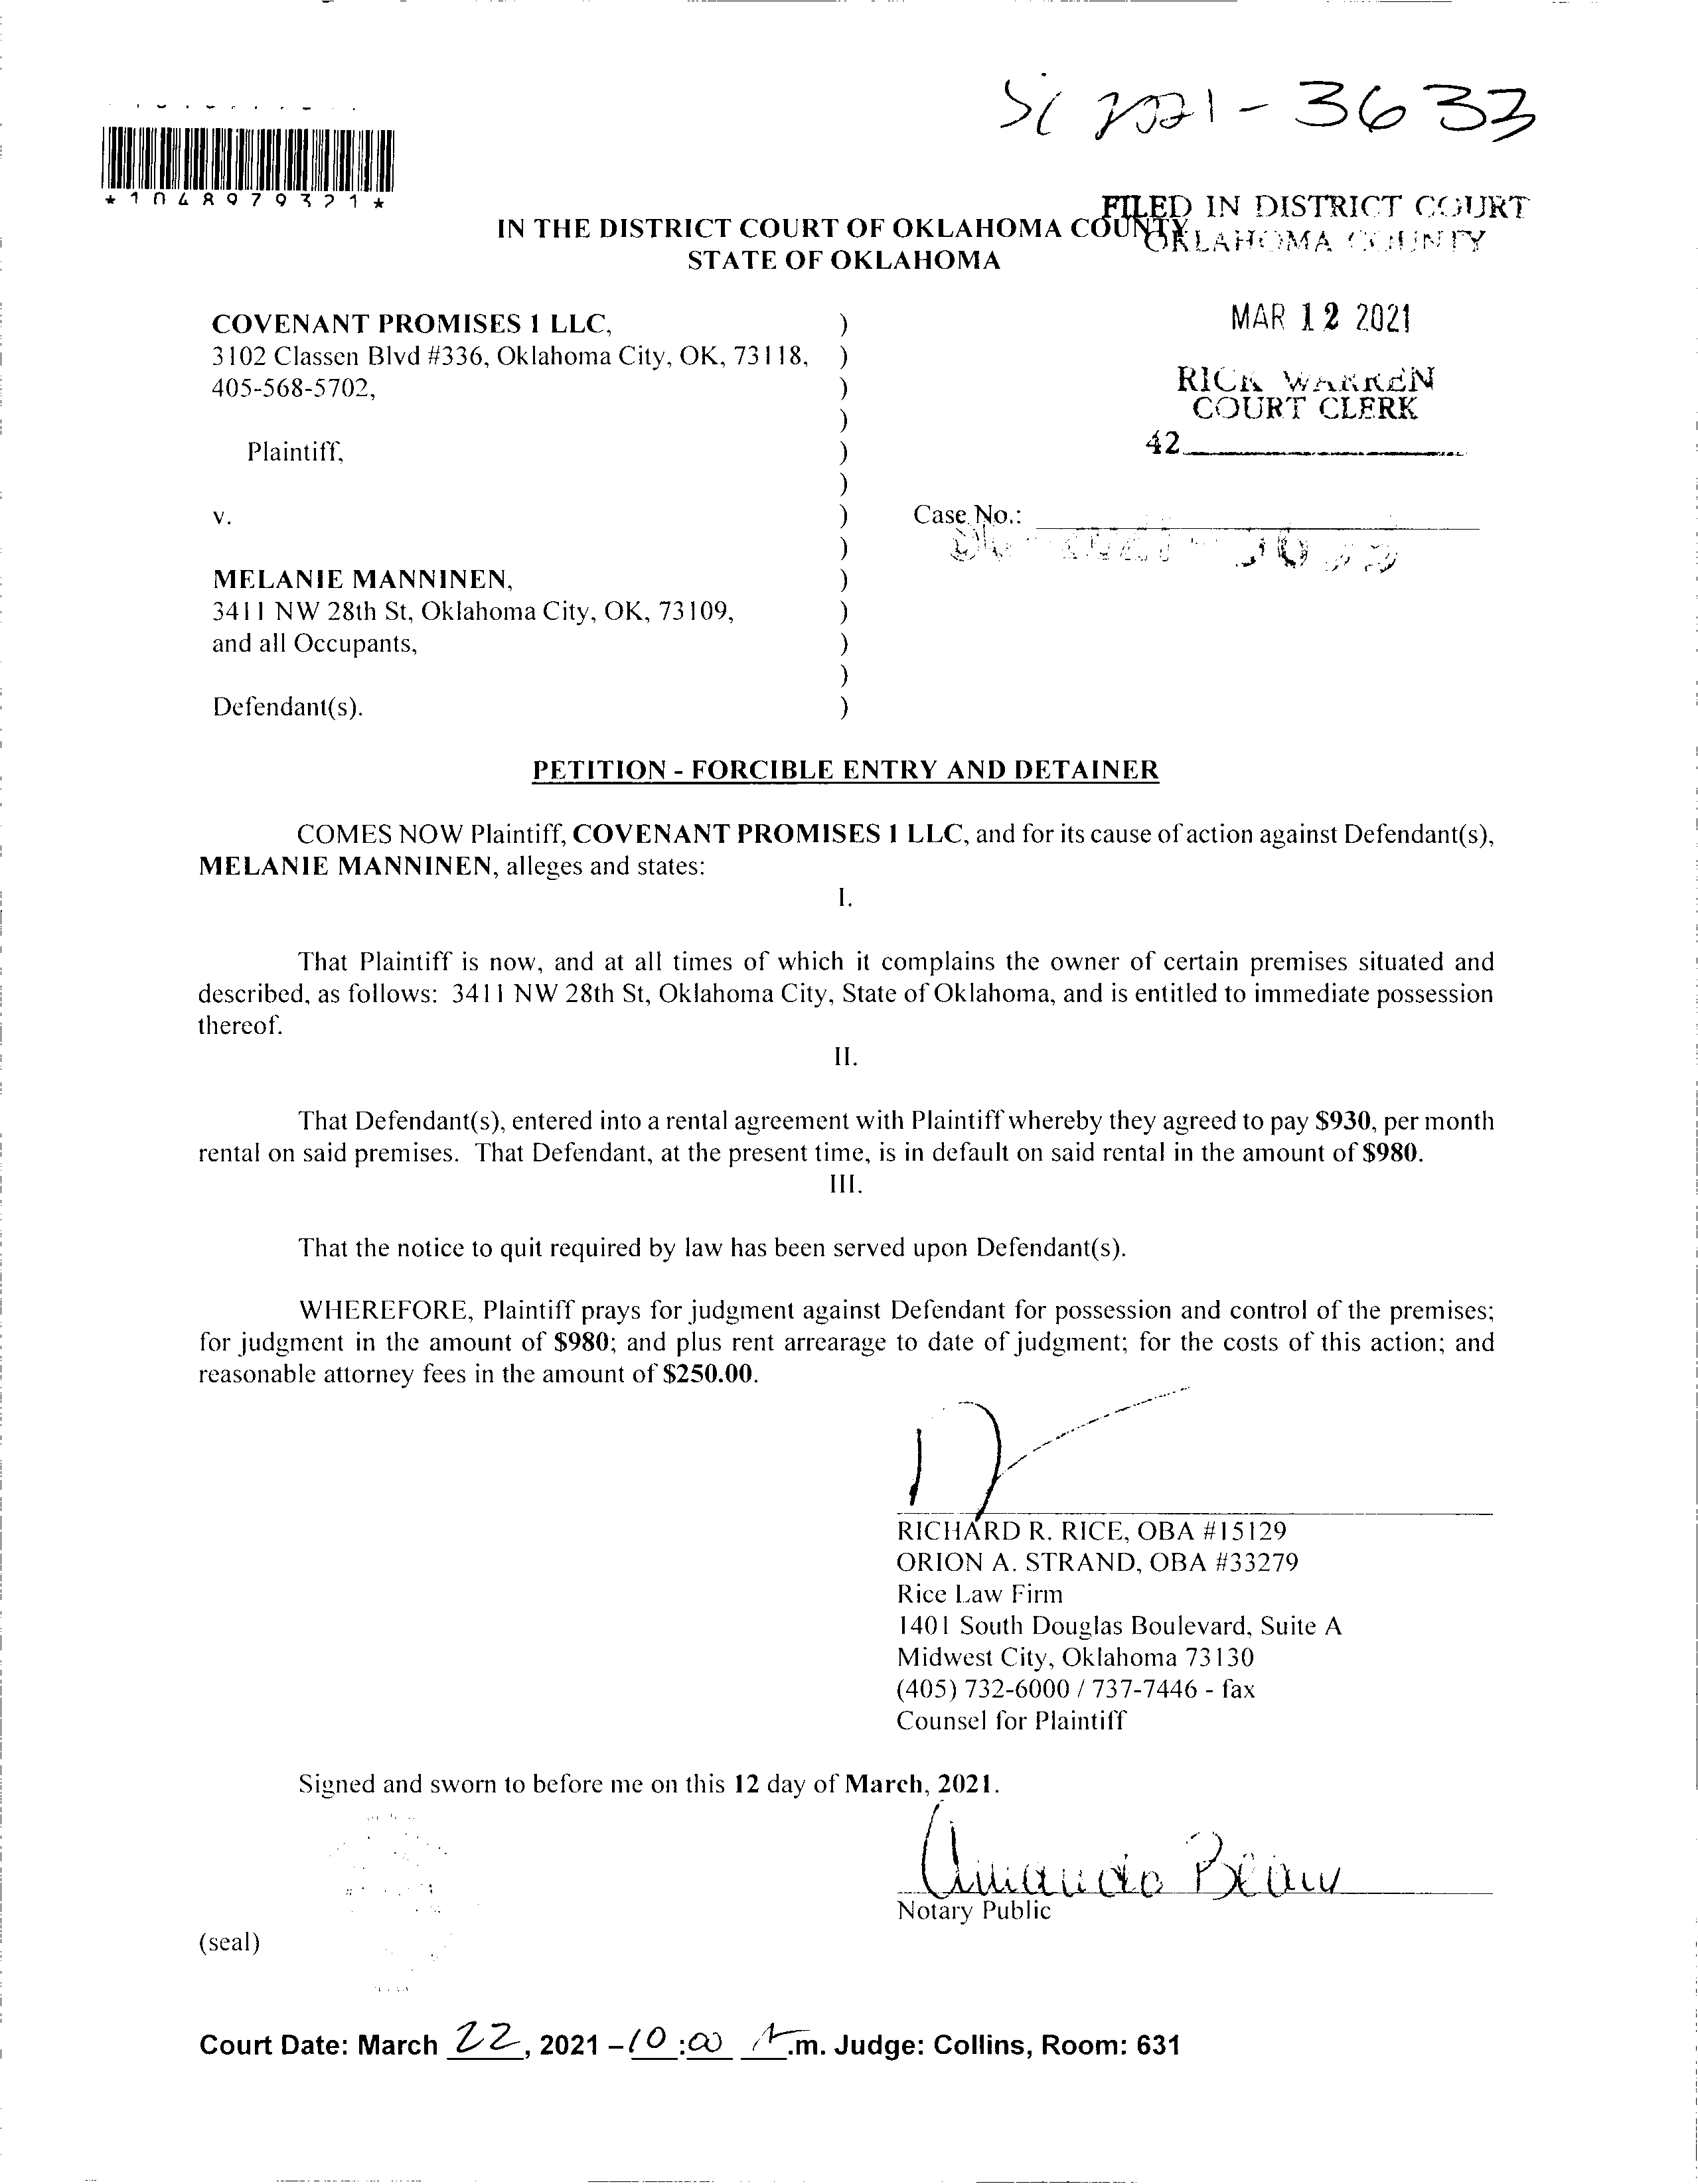 SC 2021-3633
*1048979321*
FILED IN DISTRICT COURT
OKLAHOMA COUNTY
IN THE DISTRICT COURT OF OKLAHOMA COUNTY
STATE OF OKLAHOMA
MAR 12 2021
RICK WARREN
COURT CLERK
42
COVENANT PROMISES 1 LLC, )
3102 Classen Blvd #336, Oklahoma City, OK, 73118, )
405-568-5702, )
)
Plaintiff, )
)
v. ) Case No.:
)
MELANIE MANNINEN, )
3411 NW 28th St, Oklahoma City, OK, 73109, )
and all Occupants, )
)
Defendant(s). )
PETITION - FORCIBLE ENTRY AND DETAINER
COMES NOW Plaintiff, COVENANT PROMISES 1 LLC, and for its cause of action against Defendant(s),
MELANIE MANNINEN, alleges and states:
I.
That Plaintiff is now, and at all times of which it complains the owner of certain premises situated and
described, as follows: 3411 NW 28th St, Oklahoma City, State of Oklahoma, and is entitled to immediate possession
thereof.
II.
That Defendant(s), entered into a rental agreement with Plaintiff whereby they agreed to pay $930, per month
rental on said premises. That Defendant, at the present time, is in default on said rental in the amount of $980.
III.
That the notice to quit required by law has been served upon Defendant(s).
WHEREFORE, Plaintiff prays for judgment against Defendant for possession and control of the premises;
for judgment in the amount of $980; and plus rent arrearage to date of judgment; for the costs of this action; and
reasonable attorney fees in the amount of $250.00.
RICHARD R. RICE, OBA #15129
ORION A. STRAND, OBA #33279
Rice Law Firm
1401 South Douglas Boulevard, Suite A
Midwest City, Oklahoma 73130
(405) 732-6000 / 737-7446 - fax
Counsel for Plaintiff
Signed and sworn to before me on this 12 day of March, 2021.
Amanda
Notary Public
(seal)
Court Date: March 22, 2021 – 10:00 A.m. Judge: Collins, Room: 631